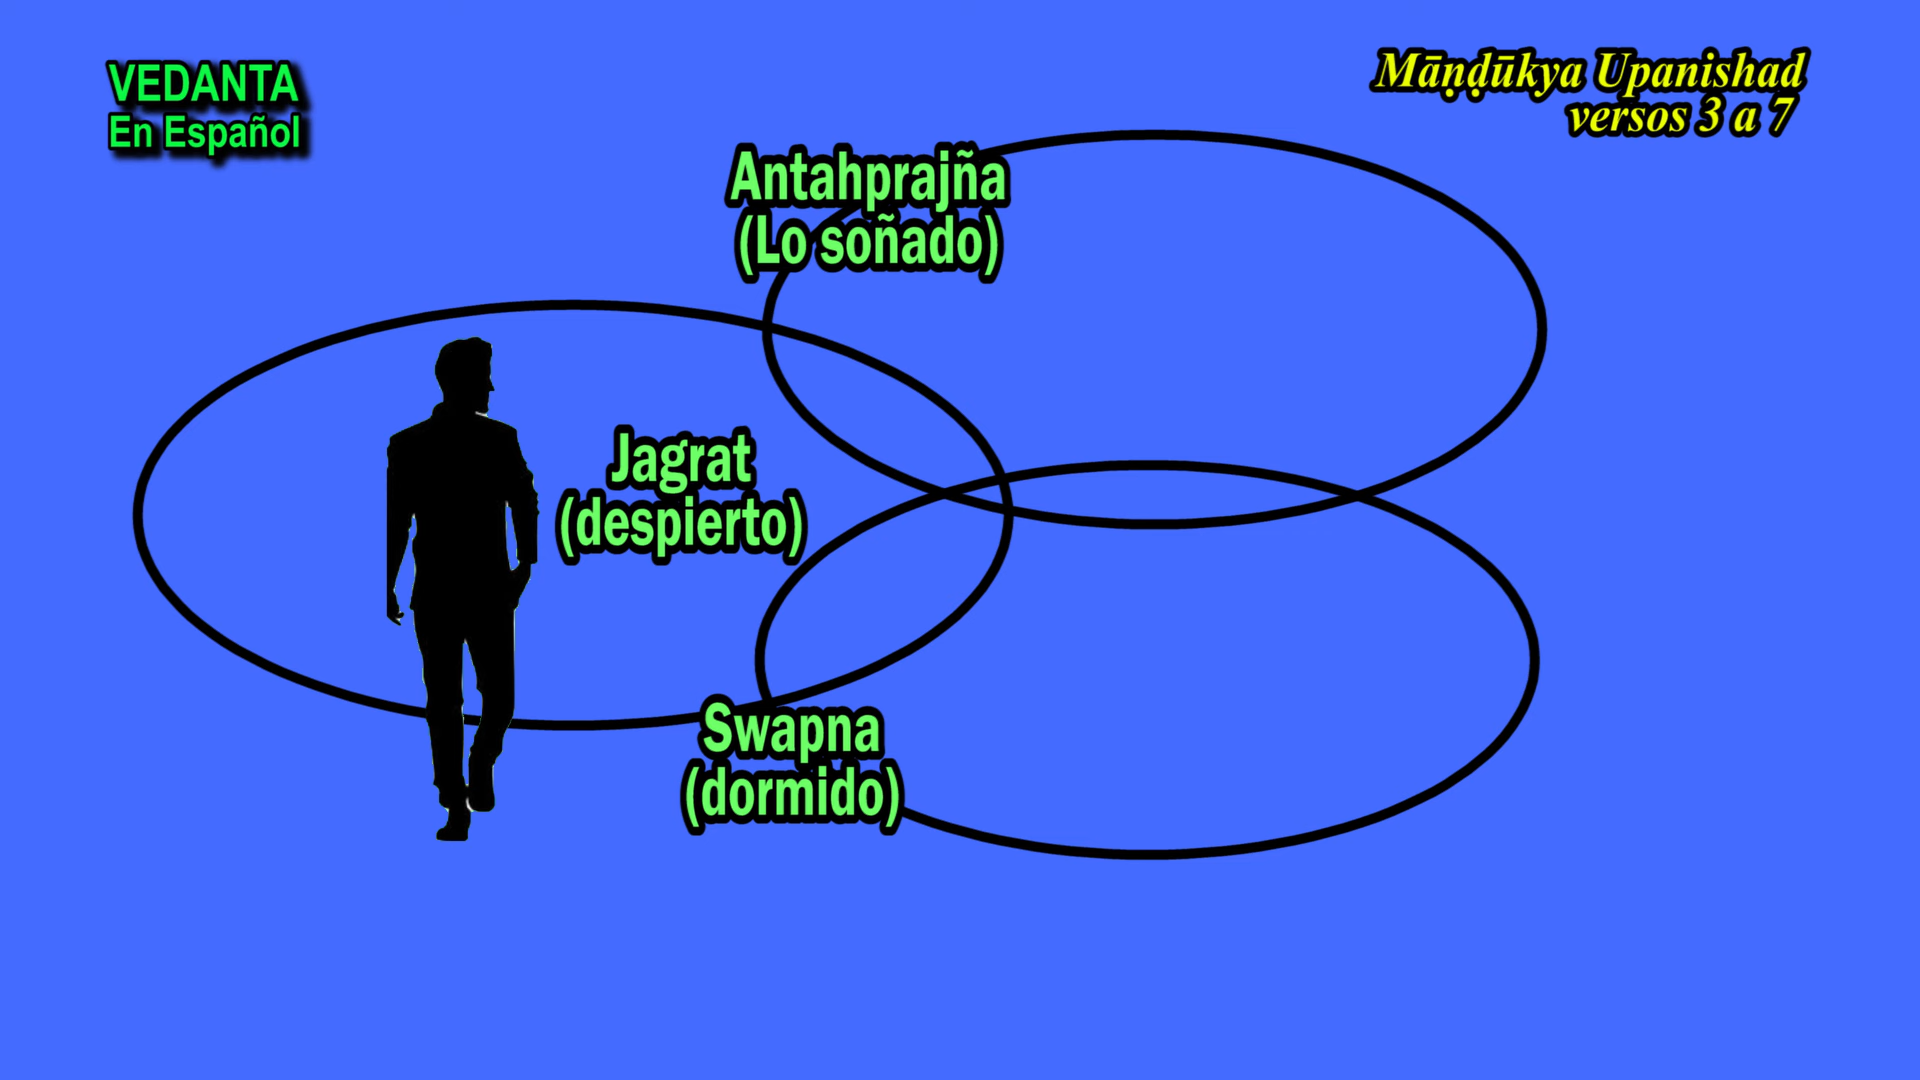 VEDANTA
En Español
Māṇḍūkya Upanishad
versos 3 a 7
Antahprajña
(Lo soñado)
Jagrat
(despierto)
Swapna
(dormido)